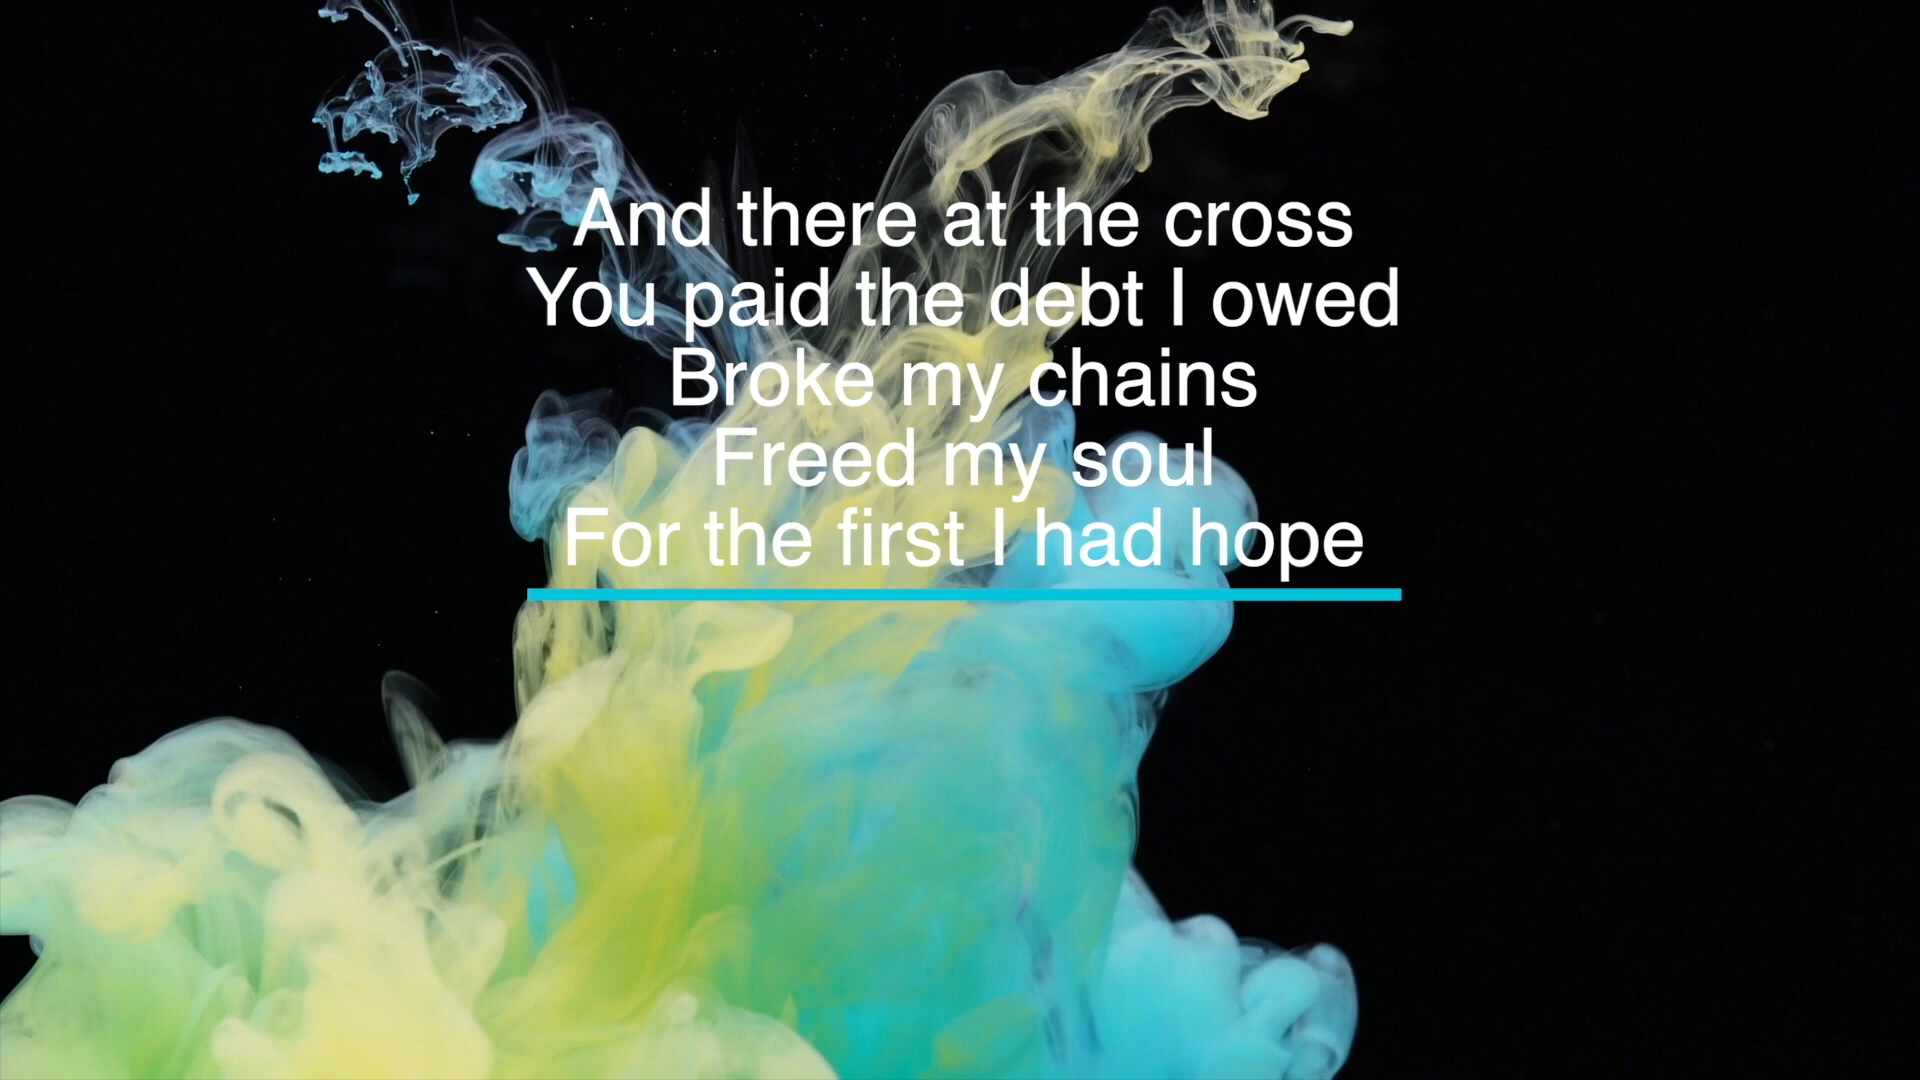 And there at the cross
You paid the debt I owed
Broke my chains
Freed my soul
For the first I had hope